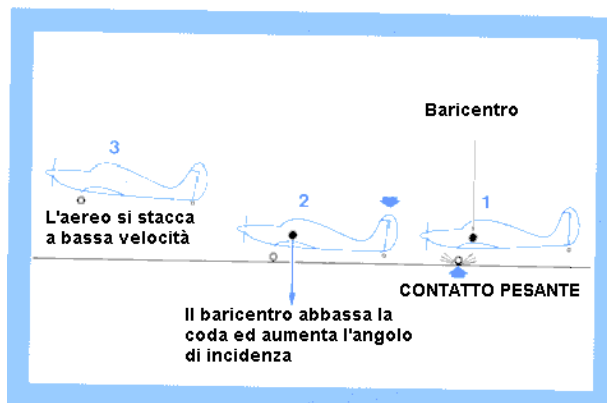 Baricentro
3
2
1
L'aereo si stacca
a bassa velocità
CONTATTO PESANTE
Il baricentro abbassa la
coda ed aumenta l'angolo
di incidenza